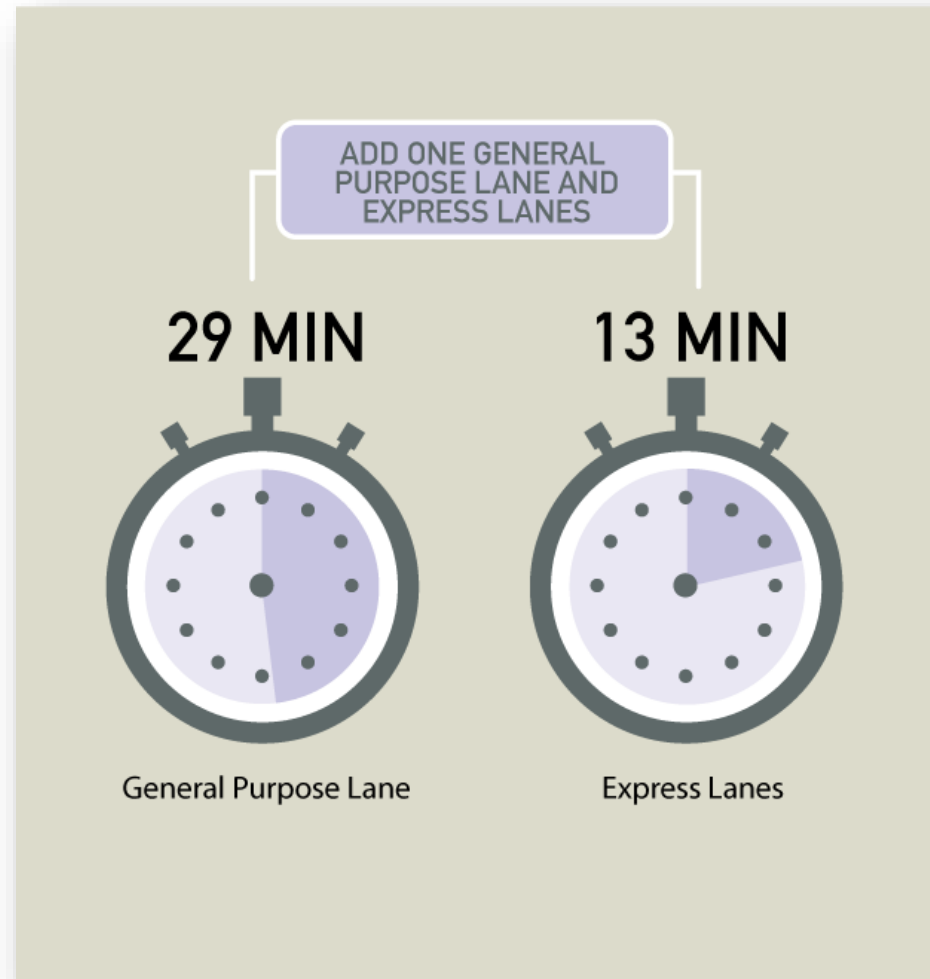 ADD ONE GENERAL
PURPOSE LANE AND
EXPRESS LANES
29 MIN
13 MIN
General Purpose Lane
Express Lanes